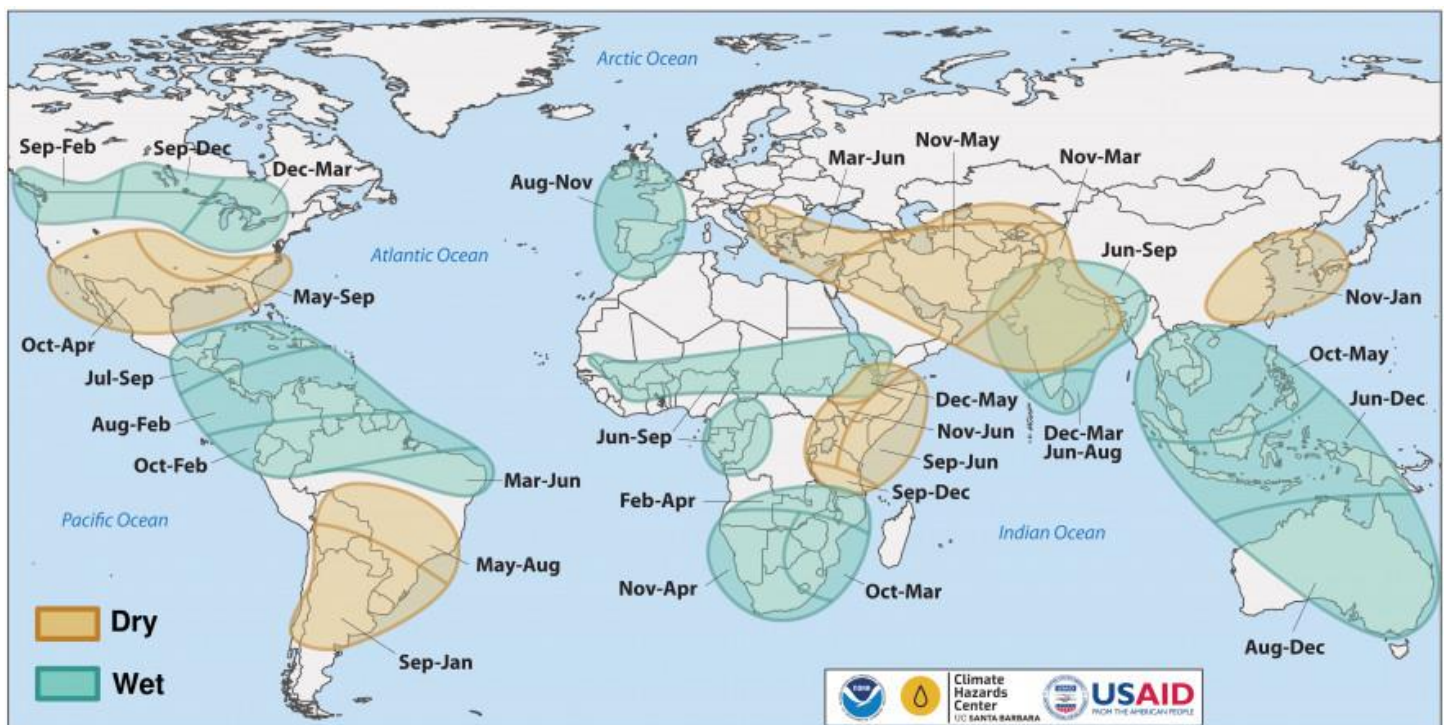 Arctic Ocean
Sep-Feb
Sep-Dec
Dec-Mar
Aug-Nov
Mar-Jun
Nov-May
Nov-Mar
Atlantic Ocean
Jun-Sep
May-Sep
Nov-Jan
Oct-Apr
Jul-Sep
Oct-May
Aug-Feb
Dec-May
Jun-Dec
Jun-Sep
Nov-Jun
Dec-Mar
Jun-Aug
Oct-Feb
Sep-Jun
Mar-Jun
Sep-Dec
Feb-Apr
Pacific Ocean
Indian Ocean
May-Aug
Nov-Apr
Oct-Mar
Dry
Sep-Jan
Aug-Dec
Wet
NOAA
Climate
Hazards
Center
UC SANTA BARBARA
USAID
USAID
FROM THE AMERICAN PEOPLE